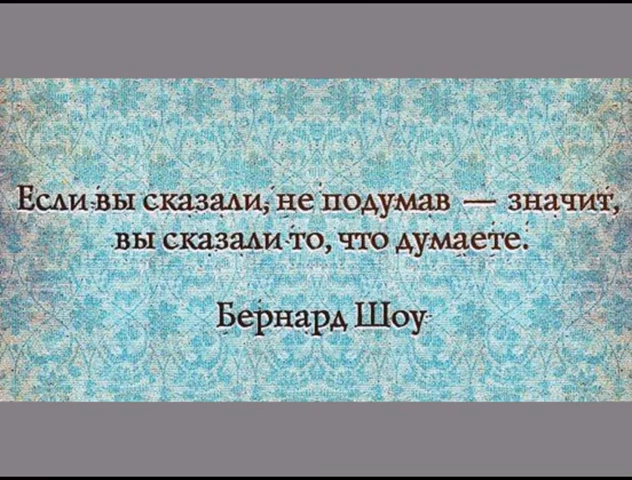 Если вы сказали, не подумав — значит,
вы сказали то, что думаете.
Бернард Шоу